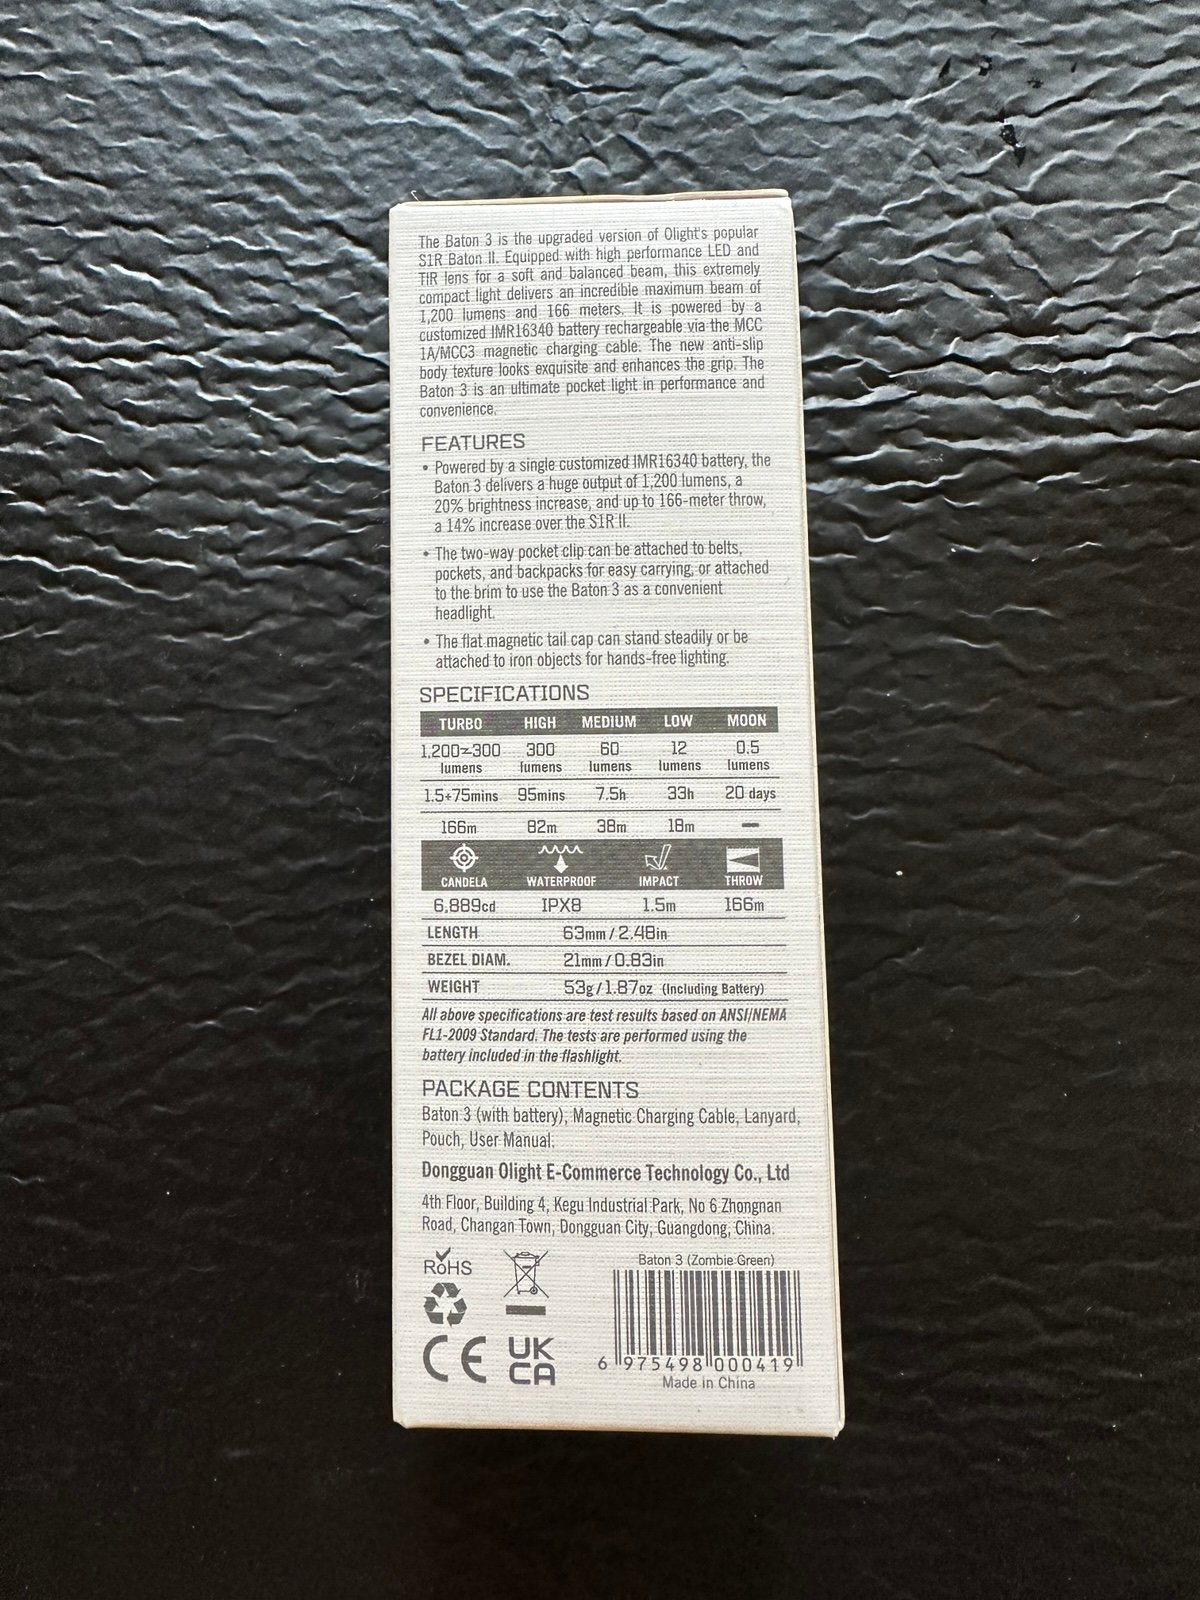 The Baton 3 is the upgraded version of Olight's popular
S1R Baton II. Equipped with high performance LED and
TIR lens for a soft and balanced beam, this extremely
compact light delivers an incredible maximum beam of
1,200 lumens and 166 meters. It is powered by a
customized IMR16340 battery rechargeable via the MCC
1A/MCC3 magnetic charging cable. The new anti-slip
body texture looks exquisite and enhances the grip. The
Baton 3 is an ultimate pocket light in performance and
convenience.
FEATURES
• Powered by a single customized IMR16340 battery, the
Baton 3 delivers a huge output of 1,200 lumens, a
20% brightness increase, and up to 166-meter throw,
a 14% increase over the S1R II.
• The two-way pocket clip can be attached to belts,
pockets, and backpacks for easy carrying, or attached
to the brim to use the Baton 3 as a convenient
headlight.
• The flat magnetic tail cap can stand steadily or be
attached to iron objects for hands-free lighting.
SPECIFICATIONS
TURBO HIGH MEDIUM LOW MOON
1,200~300 300 60 12 0.5
lumens lumens lumens lumens lumens
1.5+75mins 95mins 7.5h 33h 20 days
166m 82m 38m 18m —
CANDELA WATERPROOF IMPACT THROW
6,889cd IPX8 1.5m 166m
LENGTH 63mm / 2.48in
BEZEL DIAM. 21mm / 0.83in
WEIGHT 53g / 1.87oz (Including Battery)
All above specifications are test results based on ANSI/NEMA
FL1-2009 Standard. The tests are performed using the
battery included in the flashlight.
PACKAGE CONTENTS
Baton 3 (with battery), Magnetic Charging Cable, Lanyard,
Pouch, User Manual.
Dongguan Olight E-Commerce Technology Co., Ltd
4th Floor, Building 4, Kegu Industrial Park, No 6 Zhongnan
Road, Changan Town, Dongguan City, Guangdong, China.
RoHS
CE
UK
CA
Baton 3 (Zombie Green)
6 975498 000419
Made in China